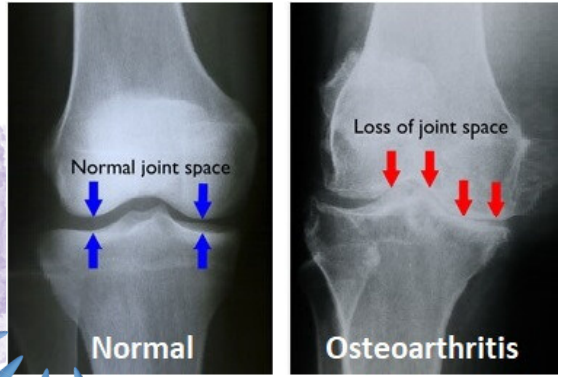 Normal joint space
Loss of joint space
Normal
Osteoarthritis